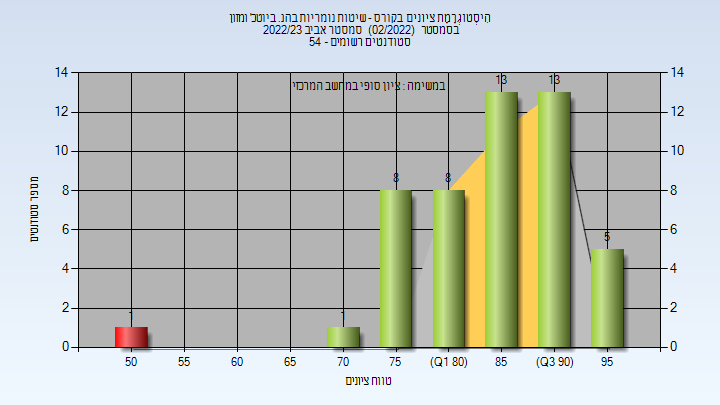 היסטוגרמת ציונים בקורס - שיטות נומריות בהנ. ביוטכ' ומזון
בסמסטר (02/2022) סמסטר אביב 2022/23
סטודנטים רשומים - 54
במשימה : ציון סופי במחשב המרכזי
מספר סטודנטים
14 14
12 12
10 10
8 8
6 6
4 4
2 2
0 0
1 1 8 8 13 13 5
50 55 60 65 70 75 (Q1 80) 85 (Q3 90) 95
טווח ציונים